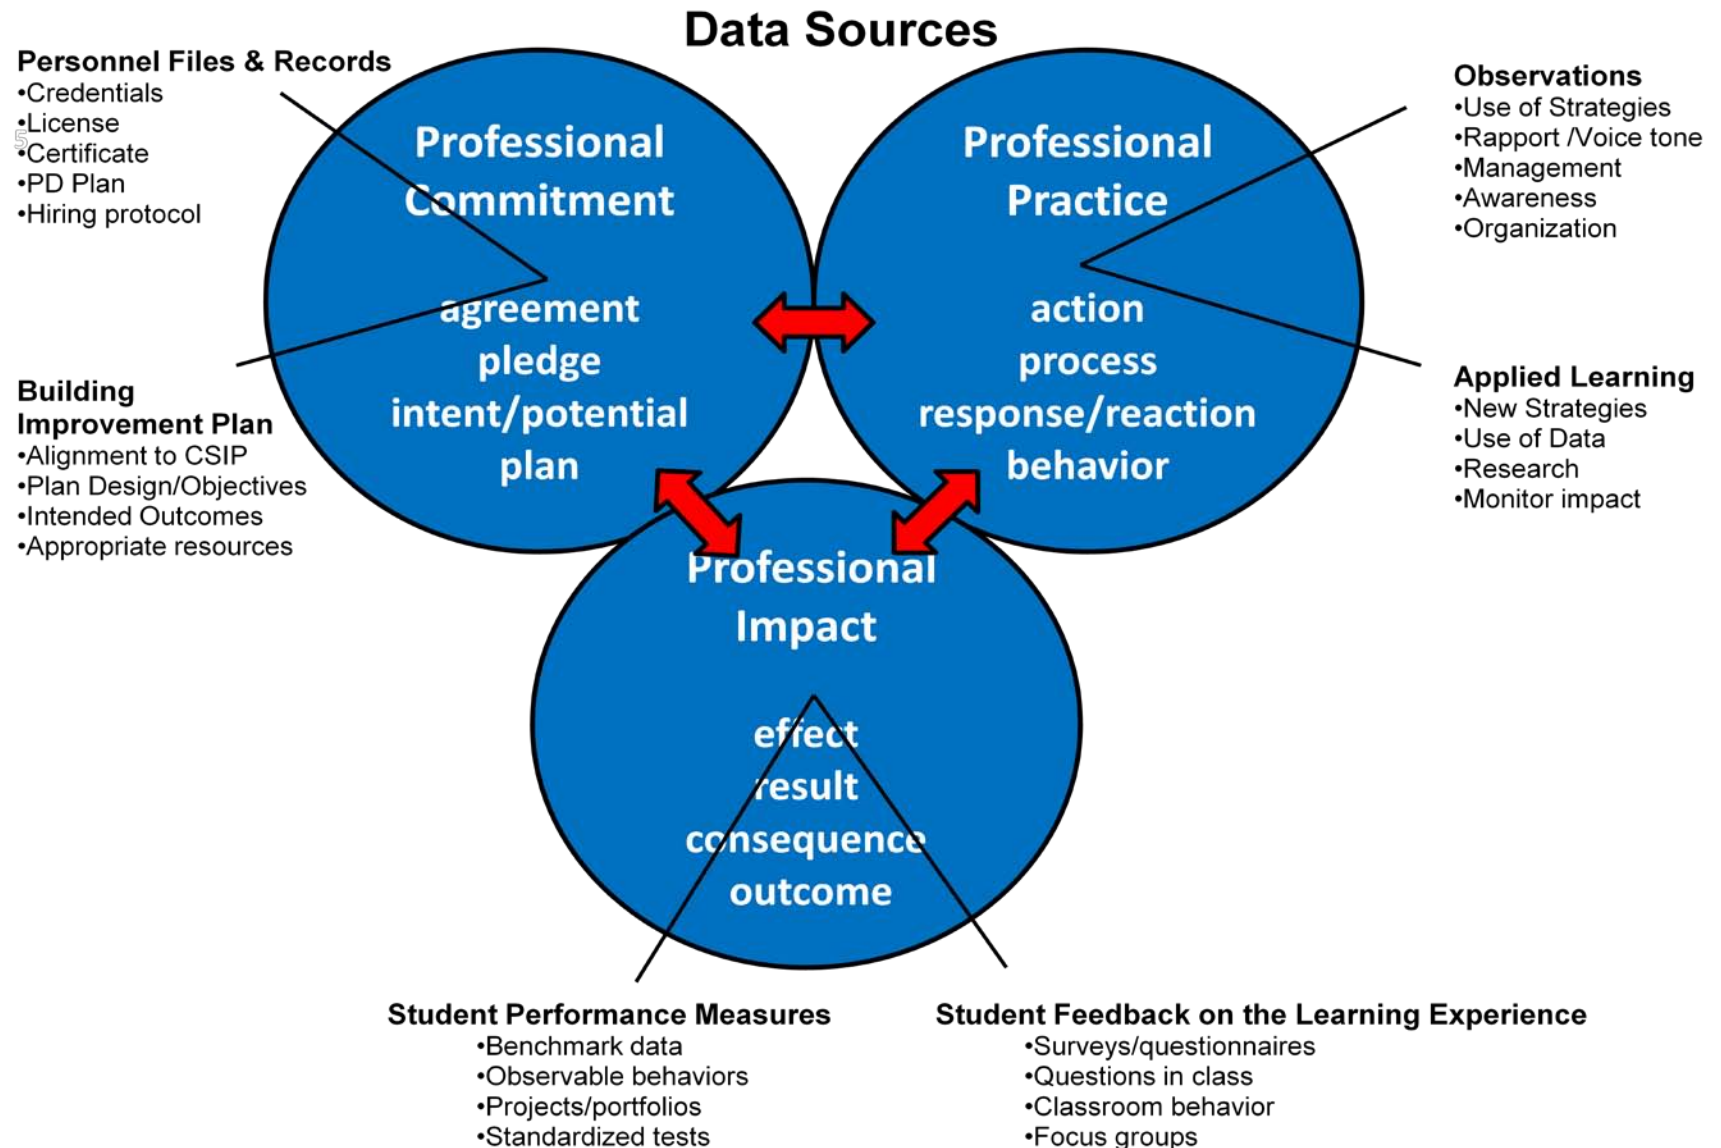 Data Sources
Personnel Files & Records
•Credentials
•License
5
•Certificate
•PD Plan
•Hiring protocol
Building
Improvement Plan
•Alignment to CSIP
•Plan Design/Objectives
•Intended Outcomes
•Appropriate resources
Professional
Commitment
agreement
pledge
intent/potential
plan
Professional
Practice
action
process
response/reaction
behavior
Observations
•Use of Strategies
•Rapport /Voice tone
•Management
•Awareness
•Organization
Applied Learning
•New Strategies
•Use of Data
•Research
•Monitor impact
Professional
Impact
effect
result
consequence
outcome
Student Performance Measures
•Benchmark data
•Observable behaviors
•Projects/portfolios
•Standardized tests
Student Feedback on the Learning Experience
•Surveys/questionnaires
•Questions in class
•Classroom behavior
•Focus groups